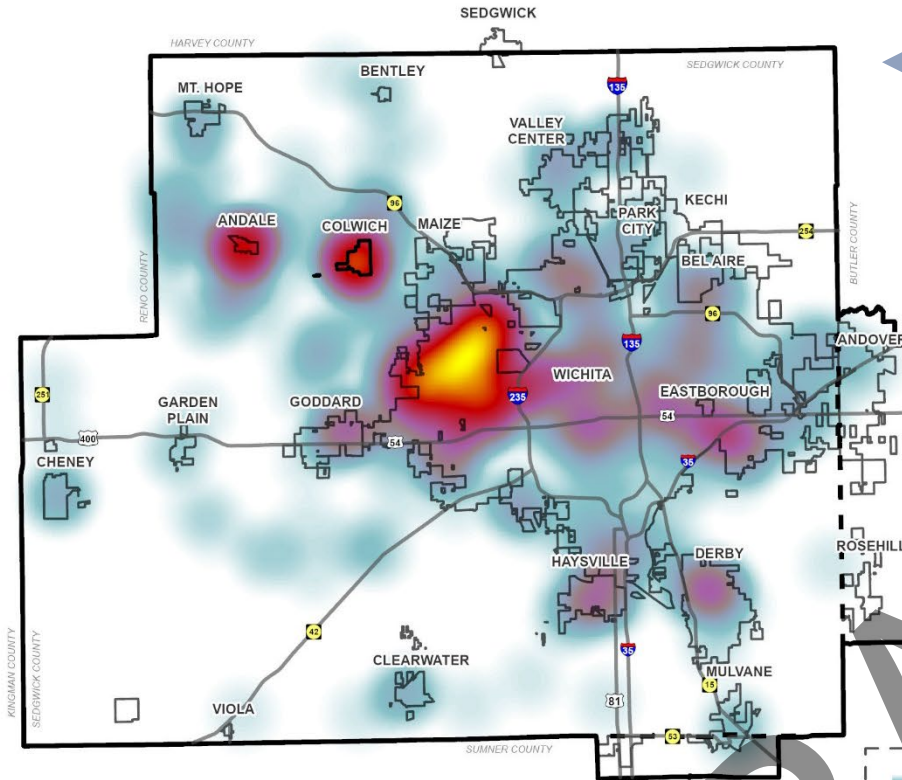 SEDGWICK
HARVEY COUNTY
SEDGWICK COUNTY
BENTLEY
135
MT. HOPE
VALLEY
CENTER
96
KECHI
ANDALE
COLWICH
MAIZE
PARK
CITY
254
BEL AIRE
RENO COUNTY
BUTLER COUNTY
96
135
ANDOVER
WICHITA
251
235
EASTBOROUGH
GARDEN
PLAIN
GODDARD
54
400
54
CHENEY
35
HAYSVILLE
DERBY
ROSEHILL
42
35
CLEARWATER
MULVANE
KINGMAN COUNTY
SEDGWICK COUNTY
15
81
VIOLA
53
SUMNER COUNTY